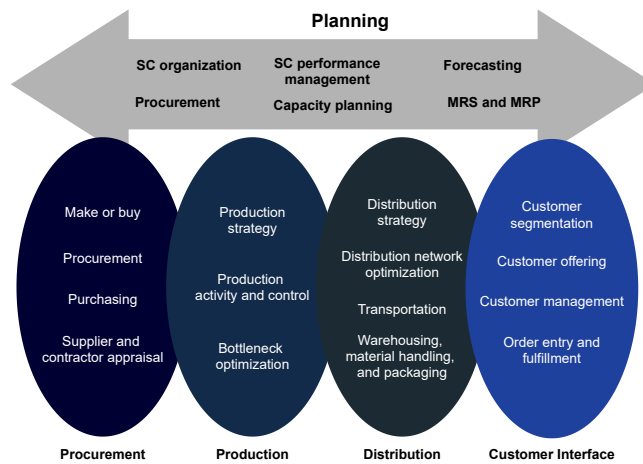 Planning
SC organization
SC performance
management
Forecasting
Procurement
Capacity planning
MRS and MRP
Make or buy
Procurement
Purchasing
Supplier and
contractor appraisal
Production
strategy
Production
activity and control
Bottleneck
optimization
Distribution
strategy
Distribution network
optimization
Transportation
Warehousing,
material handling,
and packaging
Customer
segmentation
Customer offering
Customer management
Order entry and
fulfillment
Procurement
Production
Distribution
Customer Interface